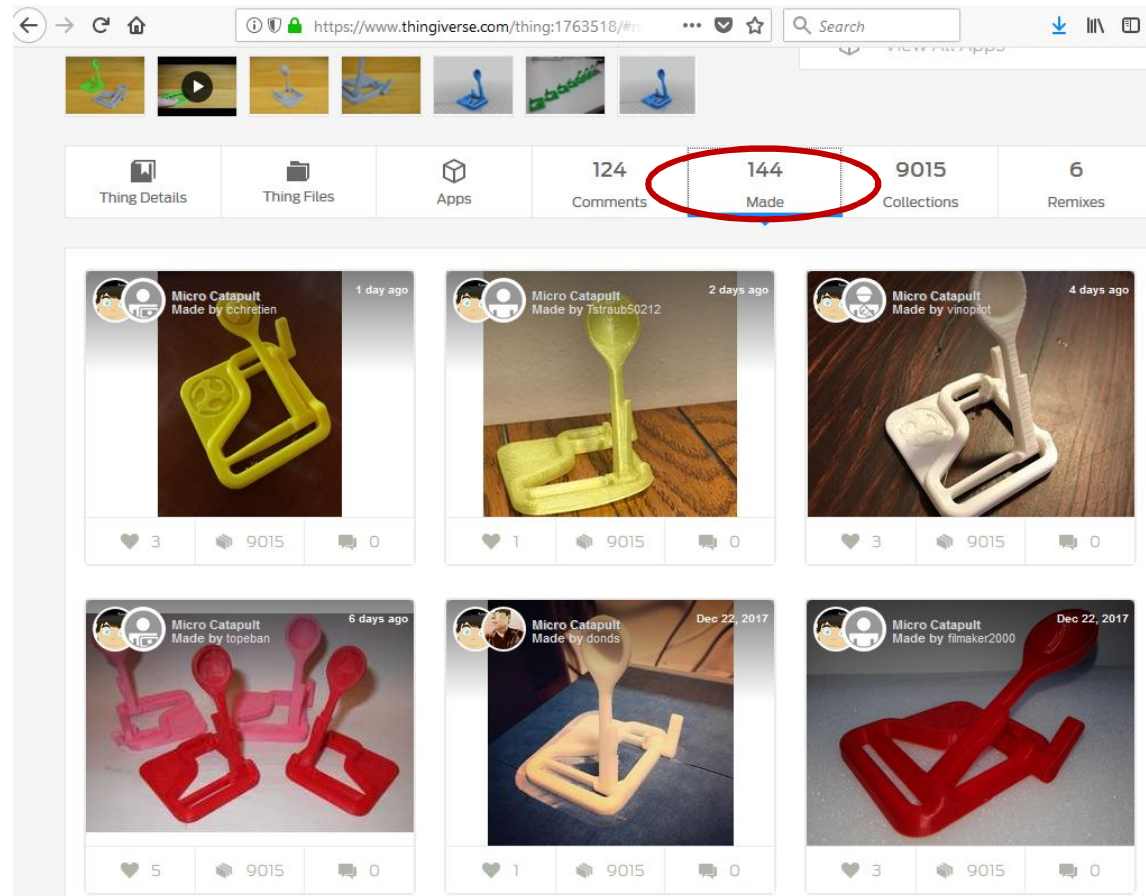 https://www.thingiverse.com/thing:1763518/#
Search
View All Apps
Thing Details
Thing Files
Apps
124
Comments
144
Made
9015
Collections
6
Remixes
Micro Catapult
Made by cchretien
1 day ago
3
9015
0
Micro Catapult
Made by Tstraub50212
2 days ago
1
9015
0
Micro Catapult
Made by vinopilot
4 days ago
3
9015
0
Micro Catapult
Made by topeban
6 days ago
5
9015
0
Micro Catapult
Made by donds
Dec 22, 2017
1
9015
0
Micro Catapult
Made by filmaker2000
Dec 22, 2017
3
9015
0